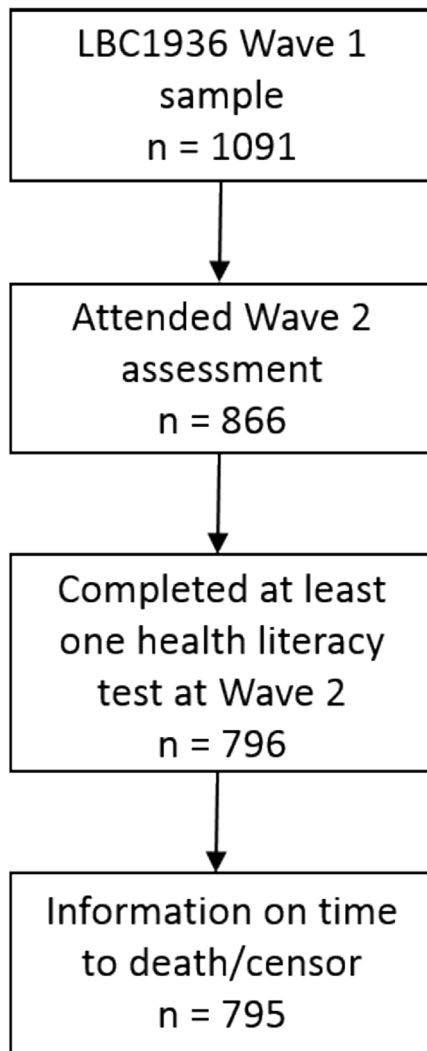 LBC1936 Wave 1
sample
n = 1091
Attended Wave 2
assessment
n = 866
Completed at least
one health literacy
test at Wave 2
n = 796
Information on time
to death/censor
n = 795